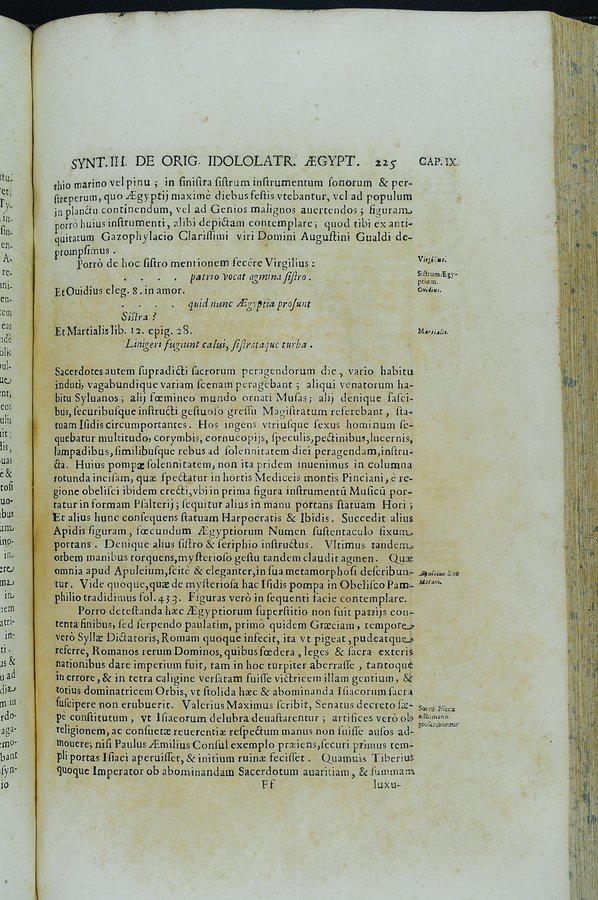 SYNT. III. DE ORIG. IDOLOLATR. ÆGYPT. 225 CAP. IX.
thio marino vel pinu ; in ſiniſtra ſiſtrum inſtrumentum ſonorum & per-
ſtreperum, quo Ægyptij maximè diebus feſtis vtebantur, vel ad populum
in planctu continendum, vel ad Genios malignos auertendos ; figuram
porrò huius inſtrumenti, alibi depictam contemplare; quod tibi ex anti-
quitatum Gazophylacio Clariſſimi viri Domini Auguſtini Gualdi de-
prompſimus .
Porrò de hoc ſiſtro mentionem fecére Virgilius :
Virgilius.
. . . . patrio vocat agmina ſiſtro .
Siſtrum Ægy-
ptium.
Et Ouidius eleg. 8. in amor.
Ouidius.
. . . . quid nunc Ægyptia proſunt
Siſtra ?
Et Martialis lib. 12. epig. 28.
Martialis.
Linigeri fugiunt calui, ſiſtrataque turba .
Sacerdotes autem ſupradicti ſacrorum peragendorum die , vario habitu
induti, vagabundique variam ſcenam peragebant ; aliqui venatorum ha-
bitu Syluanos ; alij fœmineo mundo ornati Muſas; alij denique faſci-
bus, ſecuribuſque inſtructi geſtuoſo greſſu Magiſtratum referebant , ſta-
tuam Iſidis circumportantes . Hos ingens vtriuſque ſexus hominum ſe-
quebatur multitudo, corymbis, cornucopijs, ſpeculis, pectinibus, lucernis,
lampadibus, ſimilibuſque rebus ad ſolennitatem diei peragendam, inſtru-
cta. Huius pompæ ſolennitatem, non ita pridem inuenimus in columna
rotunda inciſam, quæ ſpectatur in hortis Mediceis montis Pinciani, è re-
gione obeliſci ibidem erecti, vbi in prima figura inſtrumentū Muſicū por-
tatur in formam Pſalterij ; ſequitur alius in manu portans ſtatuam Hori ;
Et alius hunc conſequens ſtatuam Harpocratis & Ibidis . Succedit alius
Apidis figuram , fœcundum Ægyptiorum Numen ſuſtentaculo fixum
portans . Denique alius ſiſtro & ſeriphio inſtructus . Vltimus tandem
orbem manibus torquens, myſterioſo geſtu tandem claudit agmen . Quæ
omnia apud Apuleium, ſcitè & eleganter, in ſua metamorphoſi deſcribun-
tur . Vide quoque, quæ de myſterioſa hac Iſidis pompa in Obeliſco Pam-
philio tradidimus fol. 433. Figuras verò in ſequenti facie contemplare.
Porro deteſtanda hæc Ægyptiorum ſuperſtitio non fuit patrijs con-
tenta finibus, ſed ſerpendo paulatim, primò quidem Græciam , tempore
verò Syllæ Dictatoris, Romam quoque infecit, ita vt pigeat, pudeatque
referre, Romanos rerum Dominos, quibus fœdera , leges & ſacra exteris
nationibus dare imperium fuit, tam in hoc turpiter aberraſſe , tantoque
in errore, & in tetra caligine verſatam fuiſſe victricem illam gentium , &
totius dominatricem Orbis, vt ſtolida hæc & abominanda Iſiacorum ſacra
Sacra Iſiaca
ſuſcipere non erubuerit. Valerius Maximus ſcribit, Senatus decreto ſæ-
à Romanis
pè conſtitutum , vt Iſiacorum delubra deuaſtarentur ; artifices verò ob
religionem, ac conſuetæ reuerentiæ reſpectum manus non fuiſſe auſos ad-
mouere; niſi Paulus Æmilius Conſul exemplo præiens, ſecuri primus tem-
pli portas Iſiaci aperuiſſet, & initium ruinæ feciſſet . Quamuis Tiberius
quoque Imperator ob abominandam Sacerdotum auaritiam , & ſummam
Ff luxu-